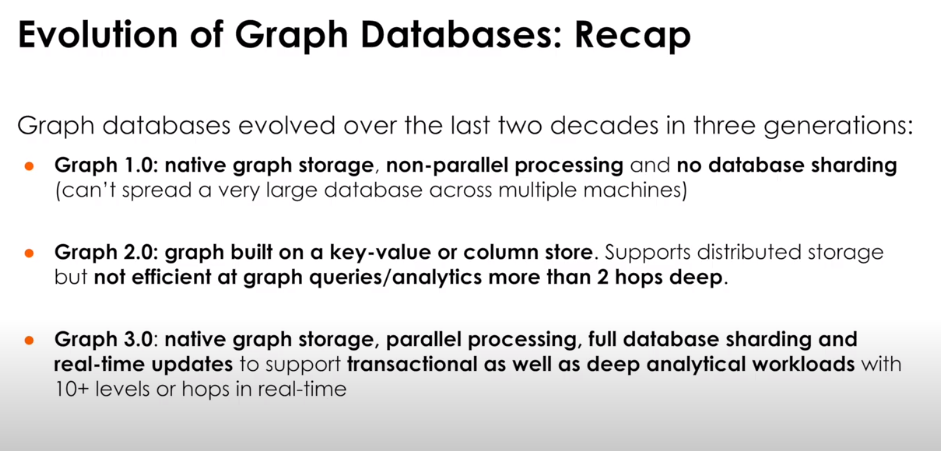 Evolution of Graph Databases: Recap
Graph databases evolved over the last two decades in three generations:
● Graph 1.0: native graph storage, non-parallel processing and no database sharding
(can't spread a very large database across multiple machines)
● Graph 2.0: graph built on a key-value or column store. Supports distributed storage
but not efficient at graph queries/analytics more than 2 hops deep.
● Graph 3.0: native graph storage, parallel processing, full database sharding and
real-time updates to support transactional as well as deep analytical workloads with
10+ levels or hops in real-time